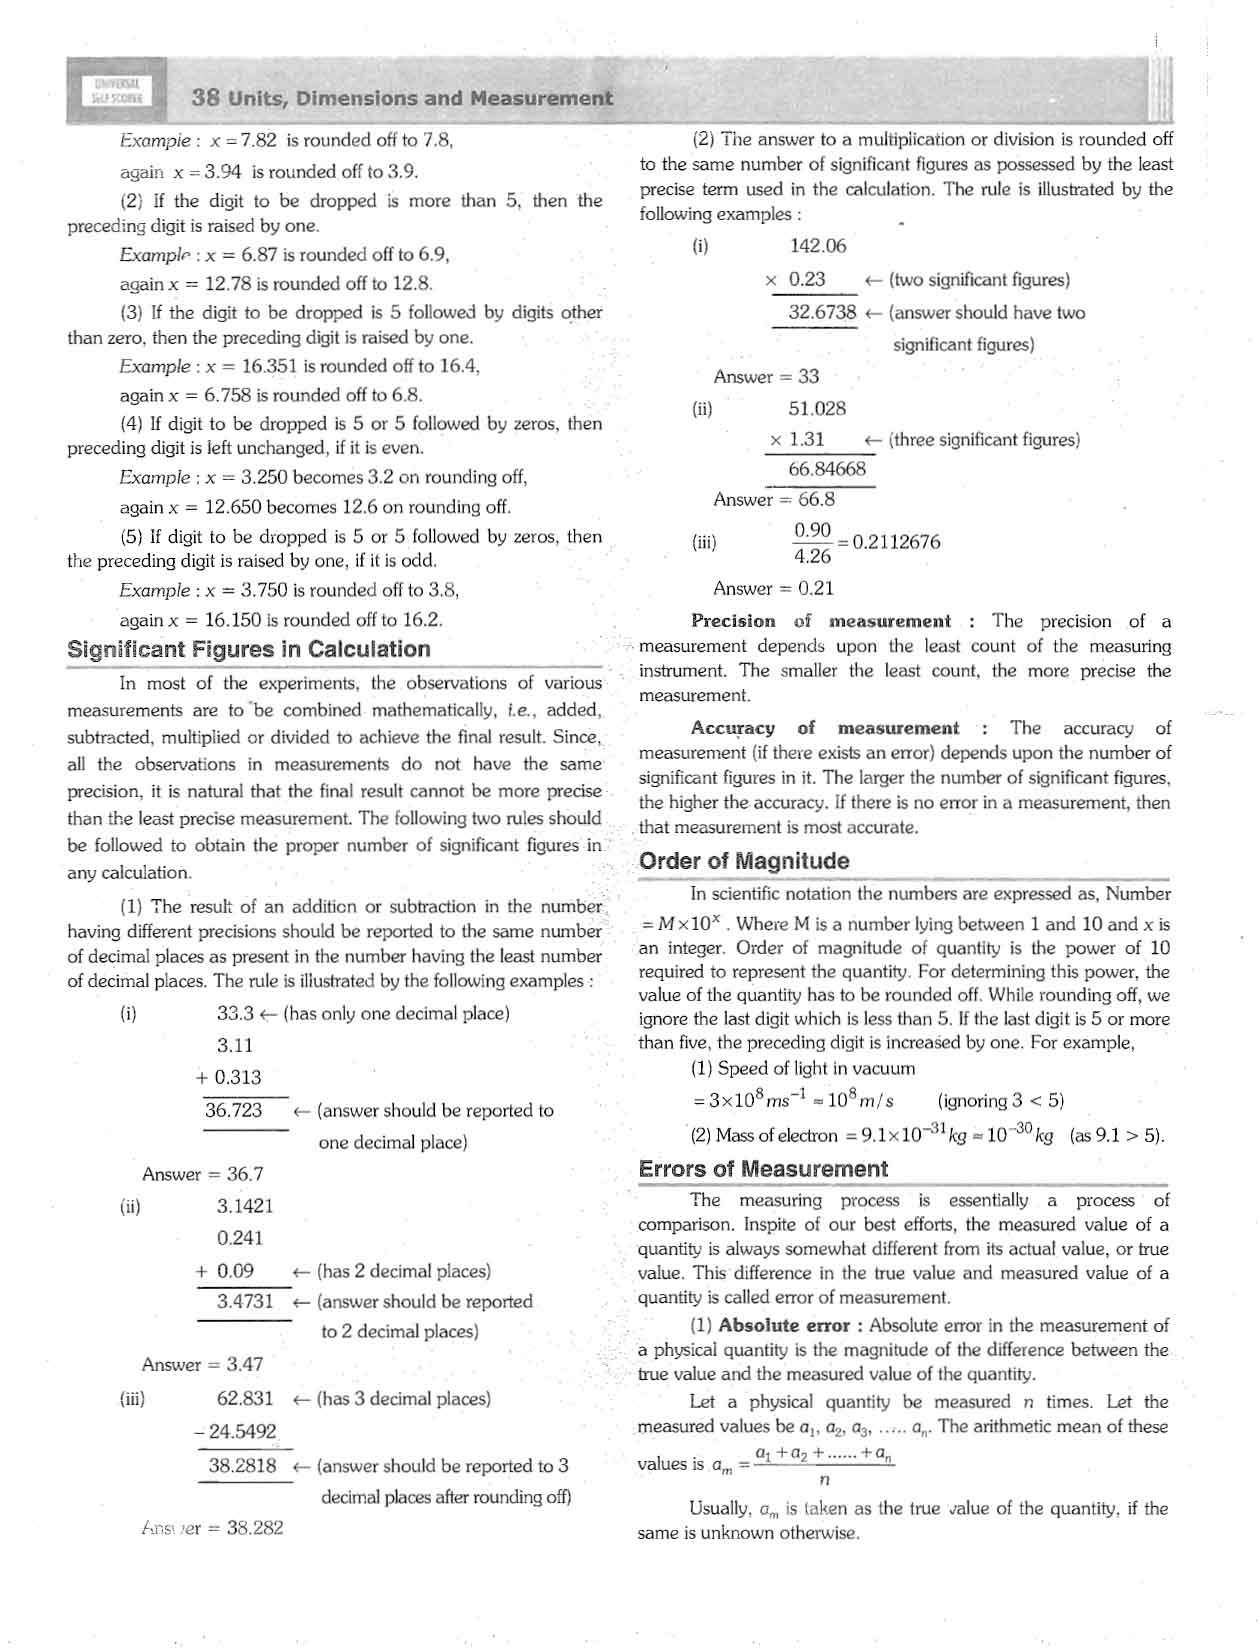 UNIVERSAL
SELF SCORER
38 Units, Dimensions and Measurement
Example : x = 7.82 is rounded off to 7.8,
again x = 3.94 is rounded off to 3.9.
(2) If the digit to be dropped is more than 5, then the
preceding digit is raised by one.
Example : x = 6.87 is rounded off to 6.9,
again x = 12.78 is rounded off to 12.8.
(3) If the digit to be dropped is 5 followed by digits other
than zero, then the preceding digit is raised by one.
Example : x = 16.351 is rounded off to 16.4,
again x = 6.758 is rounded off to 6.8.
(4) If digit to be dropped is 5 or 5 followed by zeros, then
preceding digit is left unchanged, if it is even.
Example : x = 3.250 becomes 3.2 on rounding off,
again x = 12.650 becomes 12.6 on rounding off.
(5) If digit to be dropped is 5 or 5 followed by zeros, then
the preceding digit is raised by one, if it is odd.
Example : x = 3.750 is rounded off to 3.8,
again x = 16.150 is rounded off to 16.2.
Significant Figures in Calculation
In most of the experiments, the observations of various
measurements are to be combined mathematically, i.e., added,
subtracted, multiplied or divided to achieve the final result. Since,
all the observations in measurements do not have the same
precision, it is natural that the final result cannot be more precise
than the least precise measurement. The following two rules should
be followed to obtain the proper number of significant figures in
any calculation.
(1) The result of an addition or subtraction in the number
having different precisions should be reported to the same number
of decimal places as present in the number having the least number
of decimal places. The rule is illustrated by the following examples :
(i) 33.3 ← (has only one decimal place)
3.11
+ 0.313
36.723 ← (answer should be reported to
one decimal place)
Answer = 36.7
(ii) 3.1421
0.241
+ 0.09 ← (has 2 decimal places)
3.4731 ← (answer should be reported
to 2 decimal places)
Answer = 3.47
(iii) 62.831 ← (has 3 decimal places)
– 24.5492
38.2818 ← (answer should be reported to 3
decimal places after rounding off)
Answer = 38.282
(2) The answer to a multiplication or division is rounded off
to the same number of significant figures as possessed by the least
precise term used in the calculation. The rule is illustrated by the
following examples :
(i) 142.06
× 0.23 ← (two significant figures)
32.6738 ← (answer should have two
significant figures)
Answer = 33
(ii) 51.028
× 1.31 ← (three significant figures)
66.84668
Answer = 66.8
(iii) 0.90/4.26 = 0.2112676
Answer = 0.21
Precision of measurement : The precision of a
measurement depends upon the least count of the measuring
instrument. The smaller the least count, the more precise the
measurement.
Accuracy of measurement : The accuracy of
measurement (if there exists an error) depends upon the number of
significant figures in it. The larger the number of significant figures,
the higher the accuracy. If there is no error in a measurement, then
that measurement is most accurate.
Order of Magnitude
In scientific notation the numbers are expressed as, Number
= M×10ˣ . Where M is a number lying between 1 and 10 and x is
an integer. Order of magnitude of quantity is the power of 10
required to represent the quantity. For determining this power, the
value of the quantity has to be rounded off. While rounding off, we
ignore the last digit which is less than 5. If the last digit is 5 or more
than five, the preceding digit is increased by one. For example,
(1) Speed of light in vacuum
= 3×10⁸ ms⁻¹ ≈ 10⁸ m/s (ignoring 3 < 5)
(2) Mass of electron = 9.1×10⁻³¹ kg ≈ 10⁻³⁰ kg (as 9.1 > 5).
Errors of Measurement
The measuring process is essentially a process of
comparison. Inspite of our best efforts, the measured value of a
quantity is always somewhat different from its actual value, or true
value. This difference in the true value and measured value of a
quantity is called error of measurement.
(1) Absolute error : Absolute error in the measurement of
a physical quantity is the magnitude of the difference between the
true value and the measured value of the quantity.
Let a physical quantity be measured n times. Let the
measured values be a₁, a₂, a₃, ..... aₙ. The arithmetic mean of these
values is aₘ = (a₁ + a₂ + ...... + aₙ)/n
Usually, aₘ is taken as the true value of the quantity, if the
same is unknown otherwise.